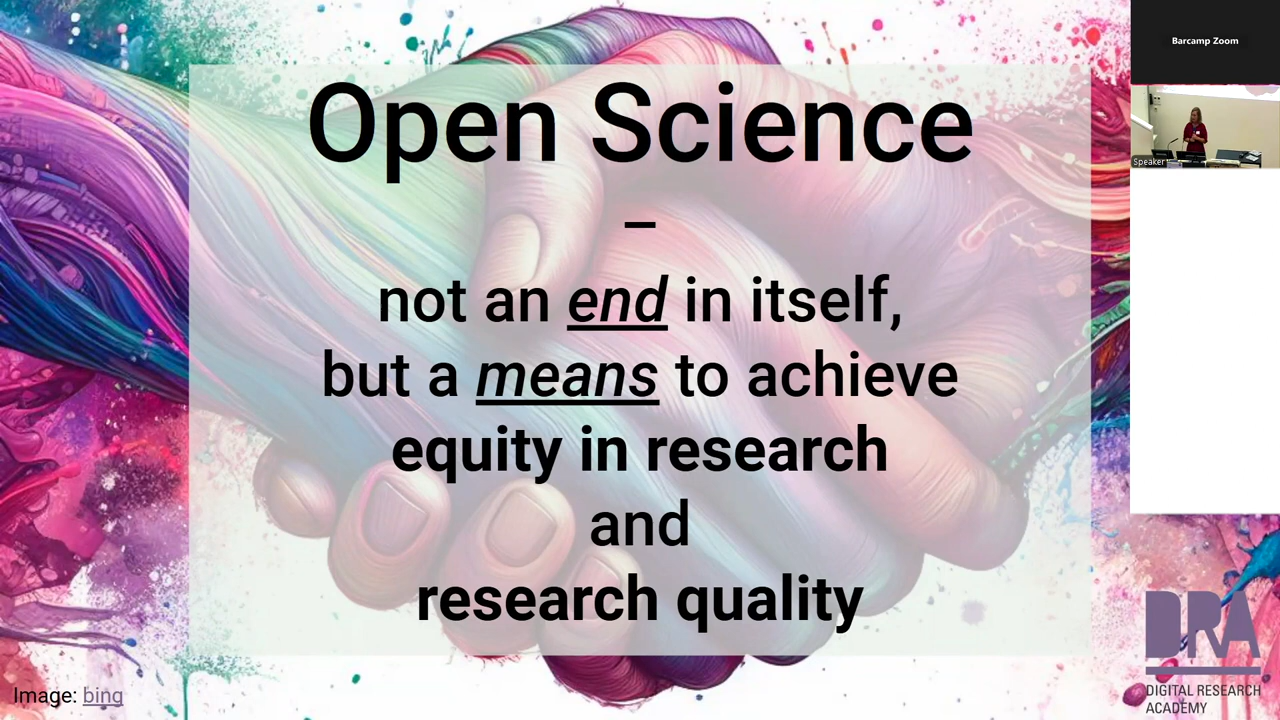 Open Science
–
not an end in itself,
but a means to achieve
equity in research
and
research quality
Image: bing
Barcamp Zoom
Speaker
DRA
DIGITAL RESEARCH
ACADEMY